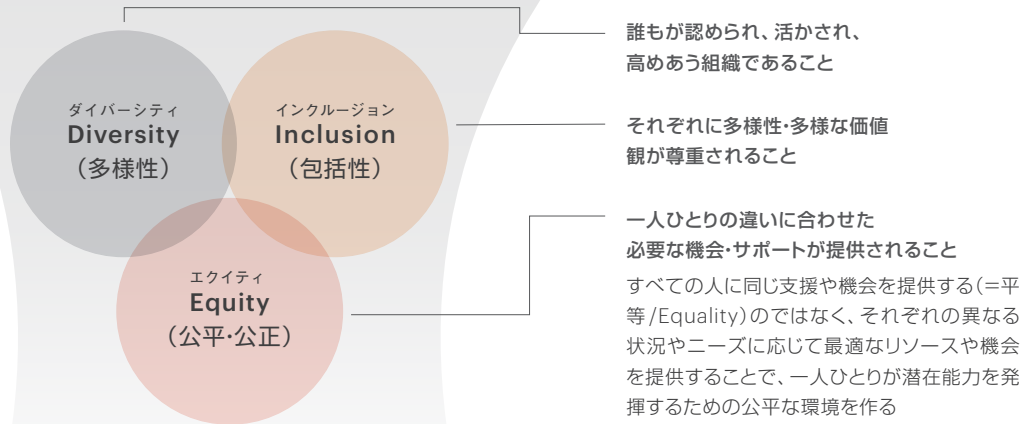 ダイバーシティ
Diversity
(多様性)
インクルージョン
Inclusion
(包括性)
エクイティ
Equity
(公平・公正)
誰もが認められ、活かされ、
高めあう組織であること
それぞれに多様性・多様な価値
観が尊重されること
一人ひとりの違いに合わせた
必要な機会・サポートが提供されること
すべての人に同じ支援や機会を提供する(=平
等/Equality)のではなく、それぞれの異なる
状況やニーズに応じて最適なリソースや機会
を提供することで、一人ひとりが潜在能力を発
揮するための公平な環境を作る